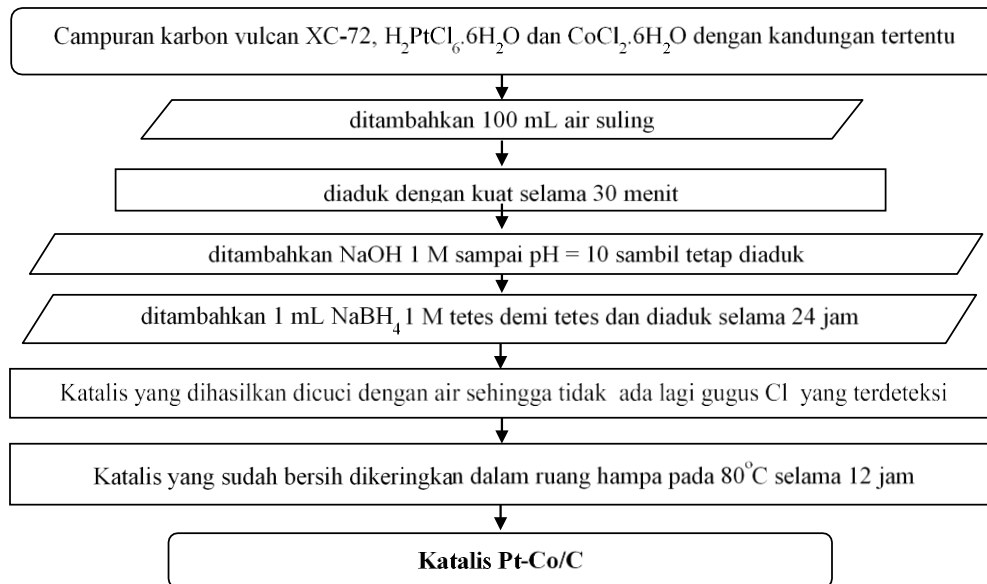 Campuran karbon vulcan XC-72, H₂PtCl₆.6H₂O dan CoCl₂.6H₂O dengan kandungan tertentu
ditambahkan 100 mL air suling
diaduk dengan kuat selama 30 menit
ditambahkan NaOH 1 M sampai pH = 10 sambil tetap diaduk
ditambahkan 1 mL NaBH₄ 1 M tetes demi tetes dan diaduk selama 24 jam
Katalis yang dihasilkan dicuci dengan air sehingga tidak ada lagi gugus Cl yang terdeteksi
Katalis yang sudah bersih dikeringkan dalam ruang hampa pada 80°C selama 12 jam
Katalis Pt-Co/C